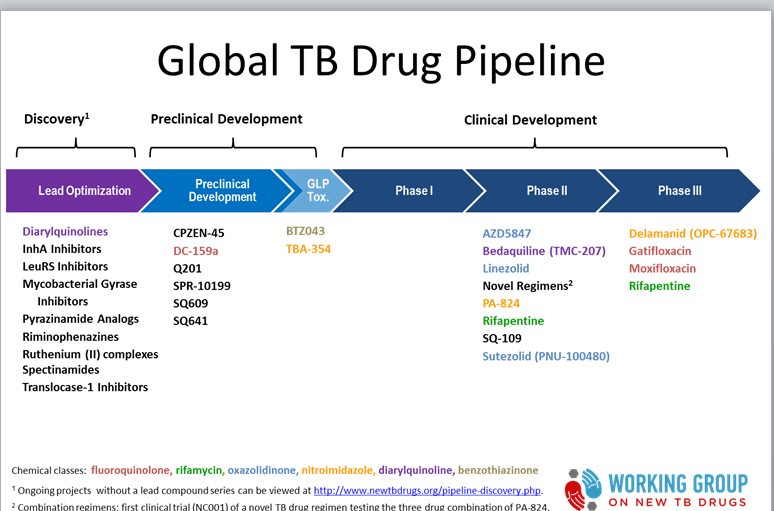 Global TB Drug Pipeline
Discovery1
Preclinical Development
Clinical Development
Lead Optimization
Preclinical
Development
GLP
Tox.
Phase I
Phase II
Phase III
Diarylquinolines
InhA Inhibitors
LeuRS Inhibitors
Mycobacterial Gyrase
Inhibitors
Pyrazinamide Analogs
Riminophenazines
Ruthenium (II) complexes
Spectinamides
Translocase-1 Inhibitors
CPZEN-45
DC-159a
Q201
SPR-10199
SQ609
SQ641
BTZ043
TBA-354
AZD5847
Bedaquiline (TMC-207)
Linezolid
Novel Regimens2
PA-824
Rifapentine
SQ-109
Sutezolid (PNU-100480)
Delamanid (OPC-67683)
Gatifloxacin
Moxifloxacin
Rifapentine
Chemical classes: fluoroquinolone, rifamycin, oxazolidinone, nitroimidazole, diarylquinoline, benzothiazinone
1 Ongoing projects without a lead compound series can be viewed at http://www.newtbdrugs.org/pipeline-discovery.php.
2 Combination regimens: first clinical trial (NC001) of a novel TB drug regimen testing the three drug combination of PA-824,
WORKING GROUP
ON NEW TB DRUGS